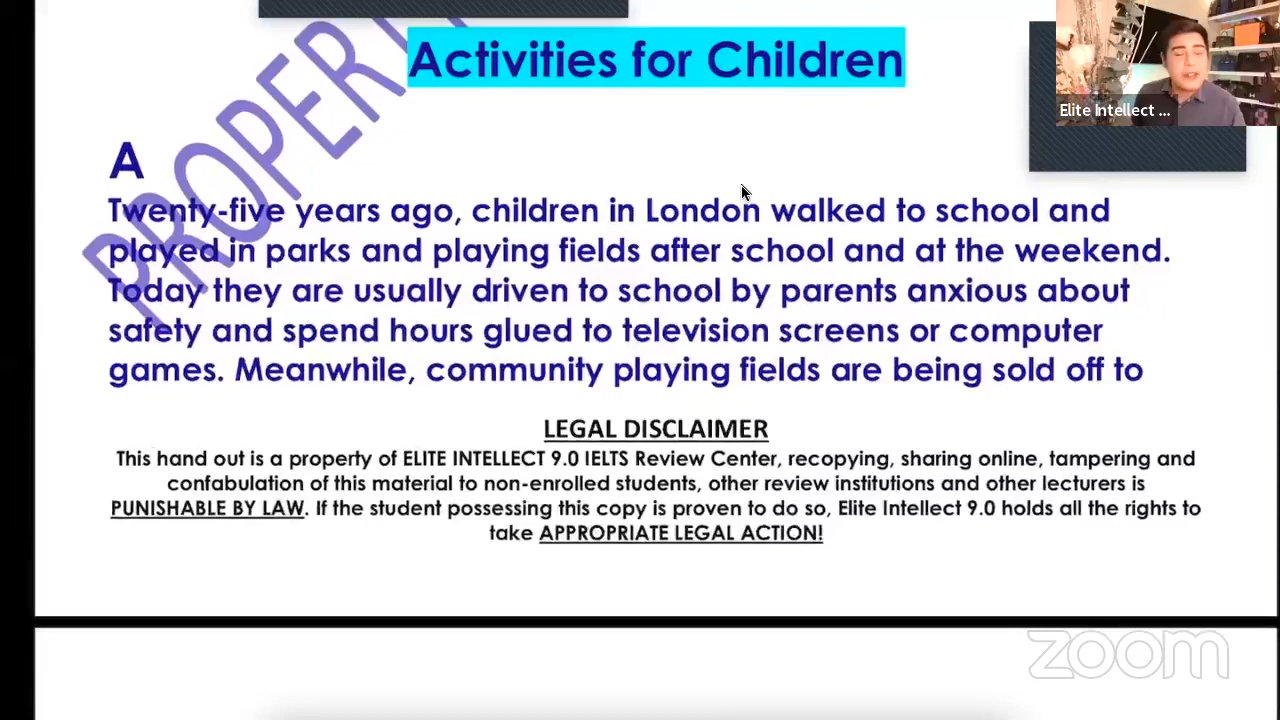 Activities for Children
Elite Intellect ...
PROPERT
A
Twenty-five years ago, children in London walked to school and
played in parks and playing fields after school and at the weekend.
Today they are usually driven to school by parents anxious about
safety and spend hours glued to television screens or computer
games. Meanwhile, community playing fields are being sold off to
LEGAL DISCLAIMER
This hand out is a property of ELITE INTELLECT 9.0 IELTS Review Center, recopying, sharing online, tampering and
confabulation of this material to non-enrolled students, other review institutions and other lecturers is
PUNISHABLE BY LAW. If the student possessing this copy is proven to do so, Elite Intellect 9.0 holds all the rights to
take APPROPRIATE LEGAL ACTION!
zoom